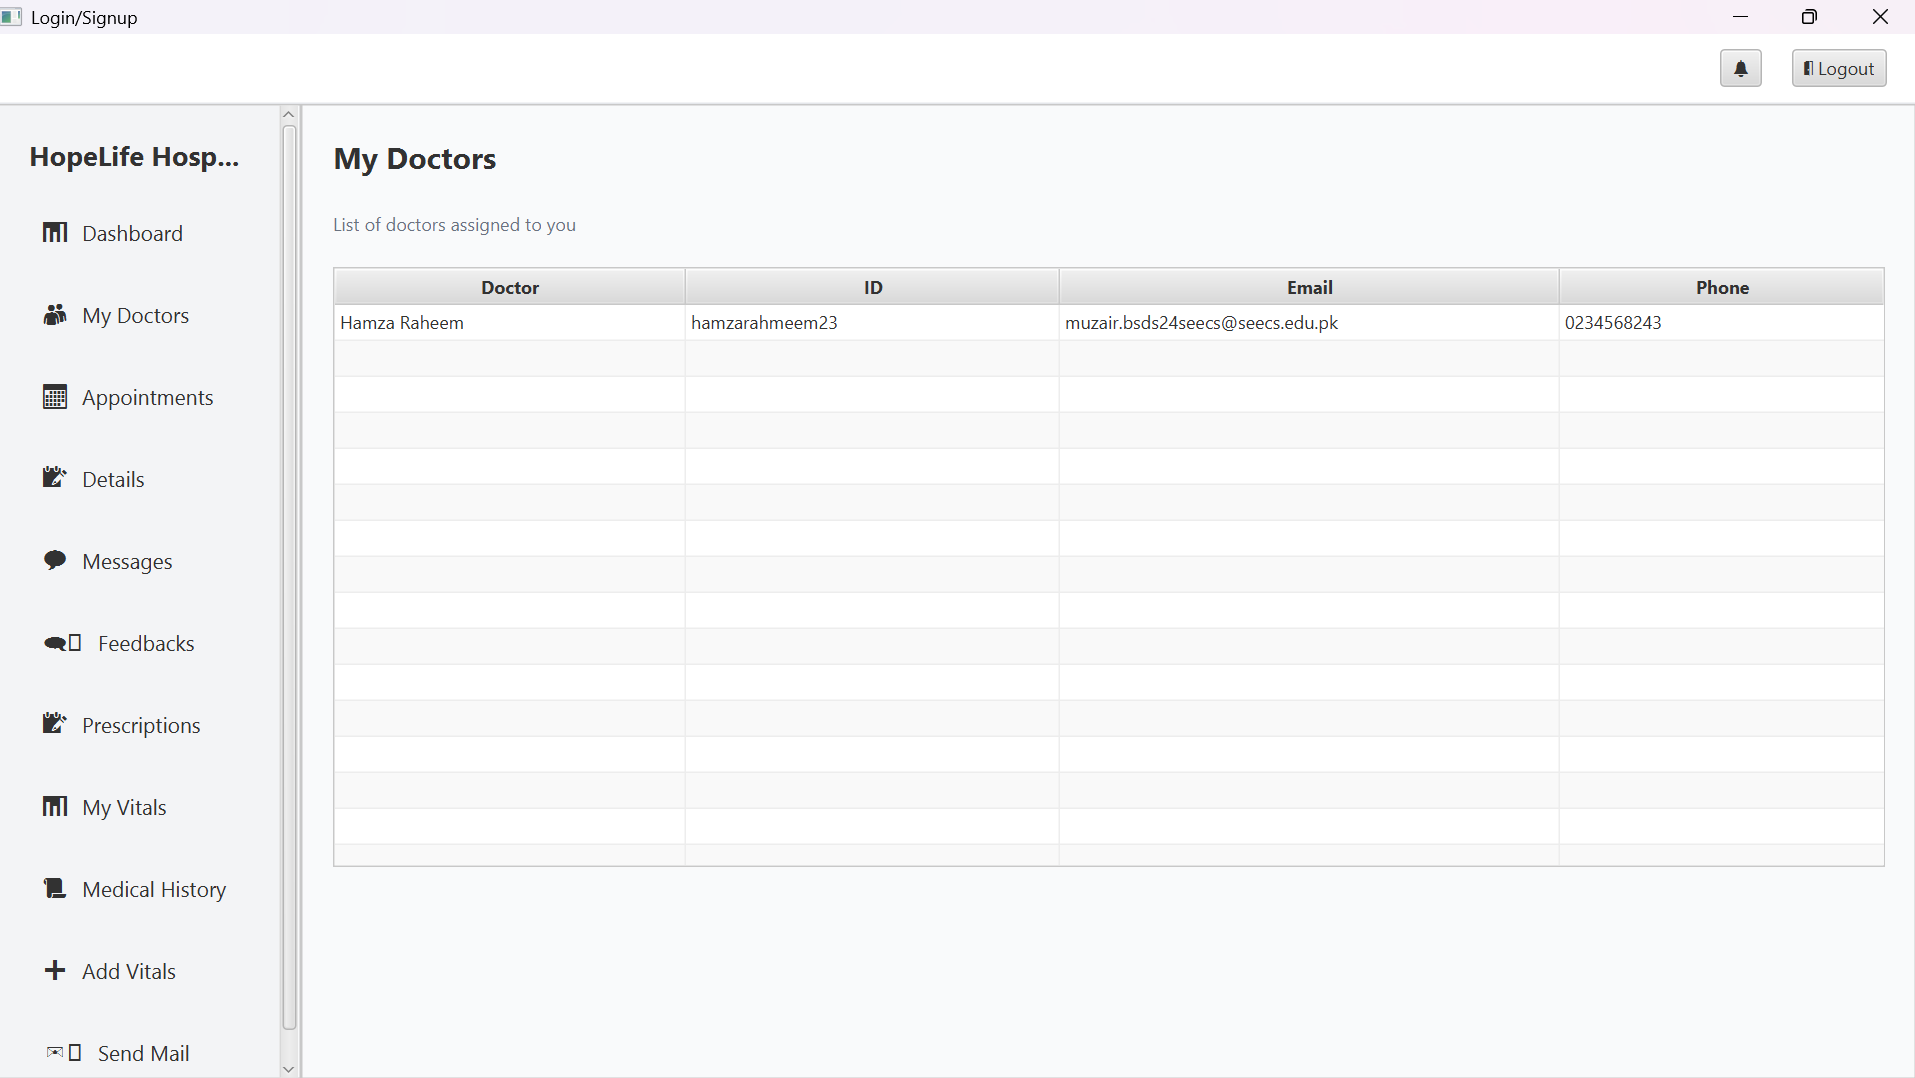 Login/Signup
Logout
HopeLife Hosp...
Dashboard
My Doctors
Appointments
Details
Messages
Feedbacks
Prescriptions
My Vitals
Medical History
Add Vitals
Send Mail
My Doctors
List of doctors assigned to you
Doctor ID Email Phone
Hamza Raheem hamzarahmeem23 muzair.bsds24seecs@seecs.edu.pk 0234568243